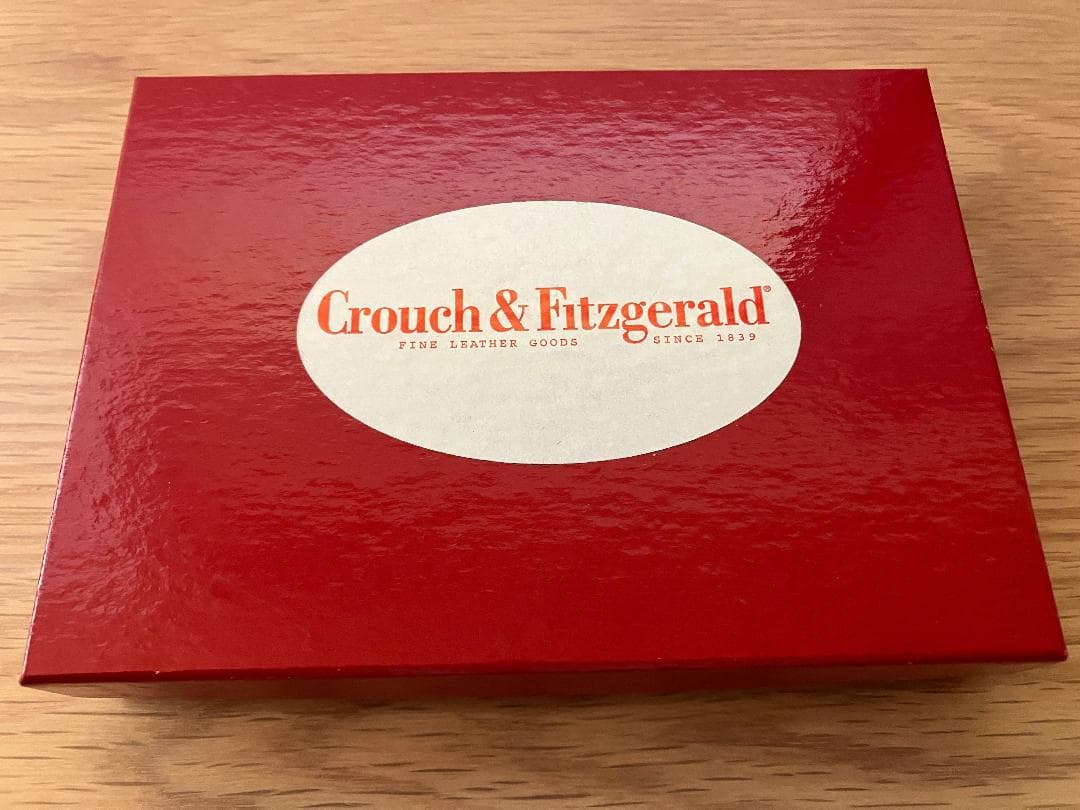 Crouch & Fitzgerald®
FINE LEATHER GOODS SINCE 1839